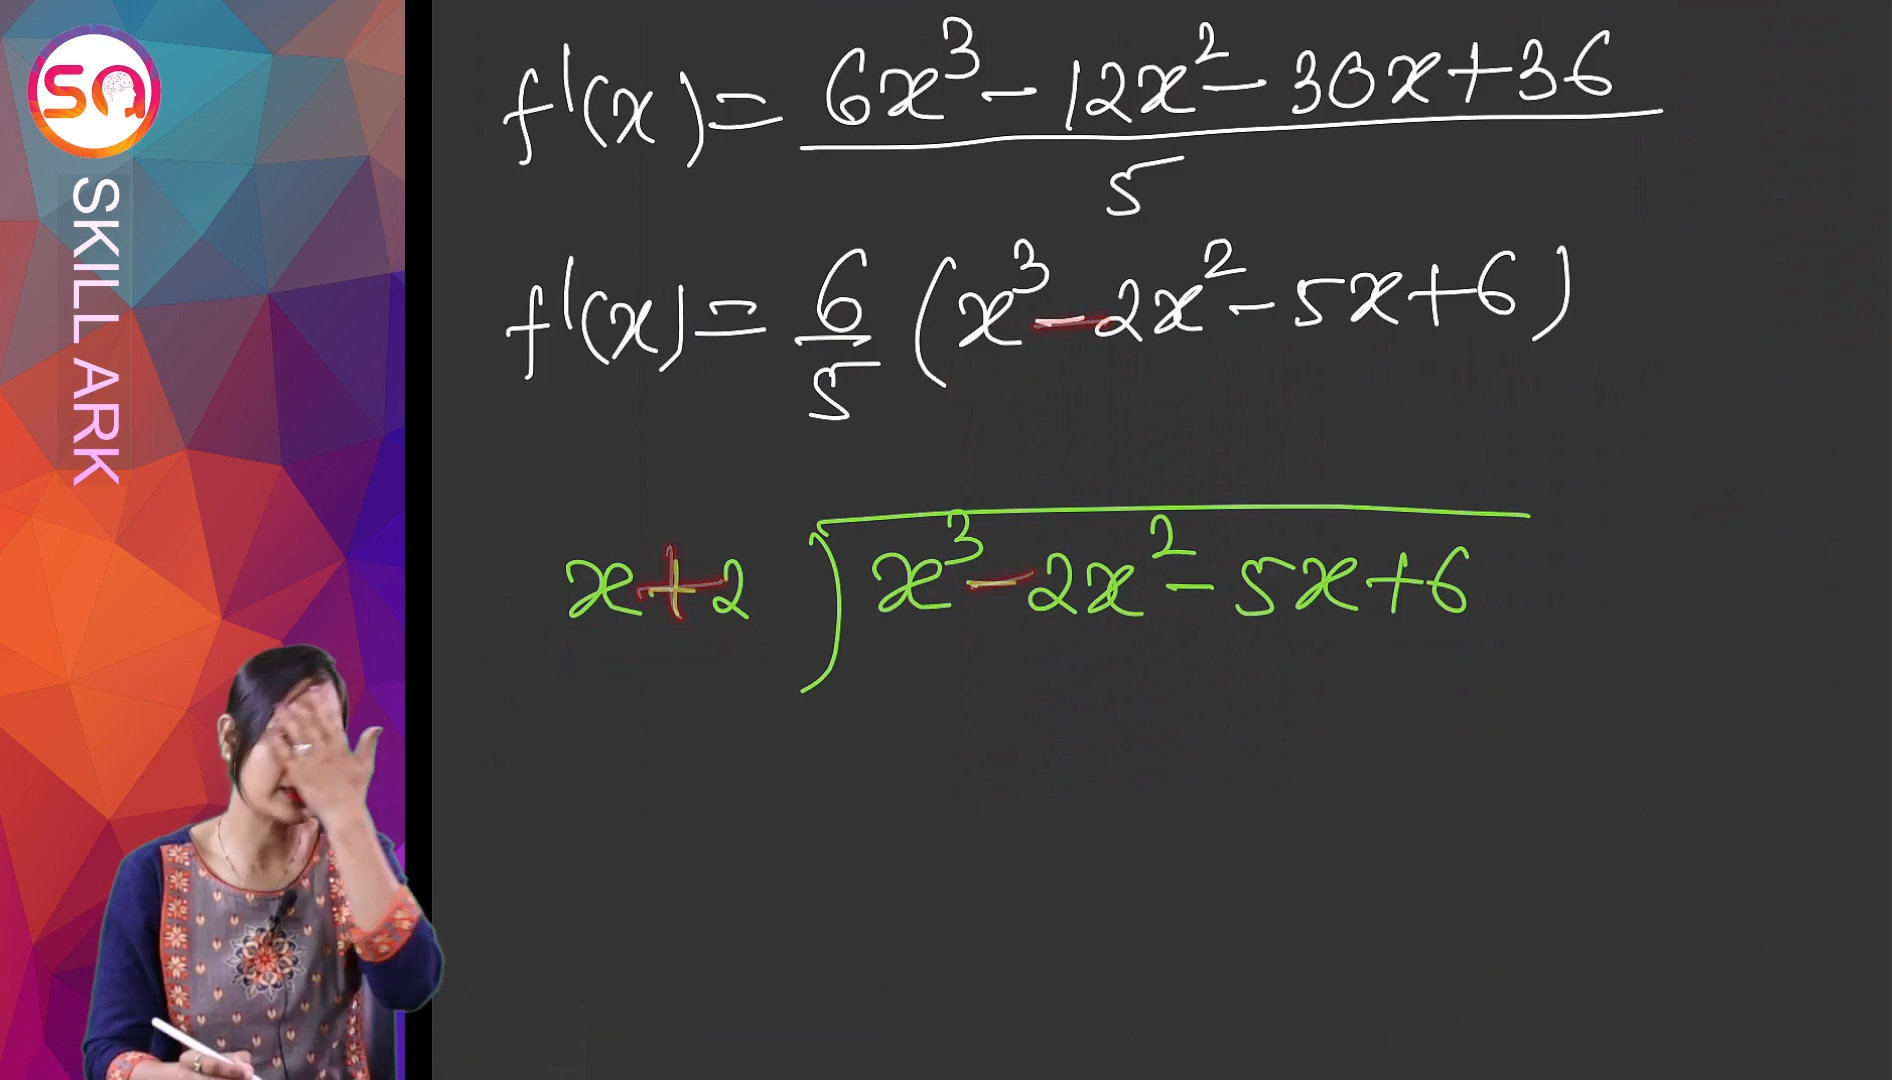 SKILL ARK
f'(x) = (6x³ - 12x² - 30x + 36)/5
f'(x) = 6/5 (x³ - 2x² - 5x + 6)
x+2 ) x³ - 2x² - 5x + 6